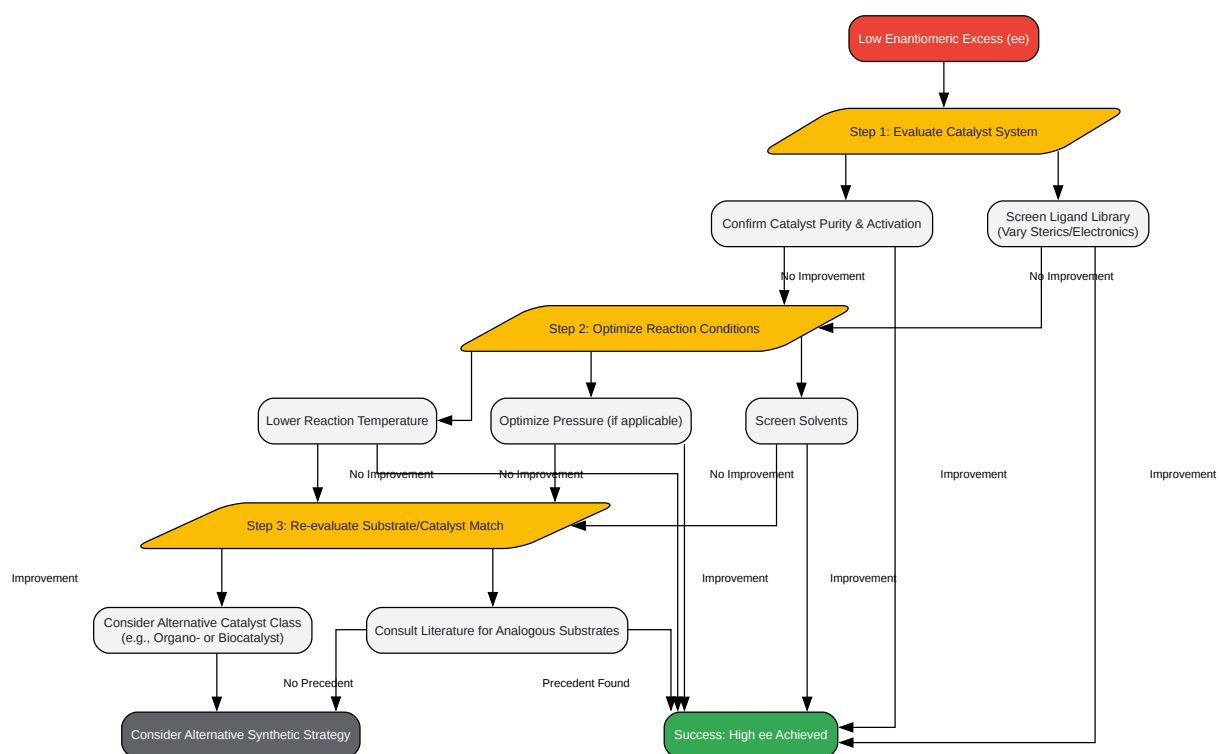 Low Enantiomeric Excess (ee)
Step 1: Evaluate Catalyst System
Confirm Catalyst Purity & Activation
Screen Ligand Library
(Vary Sterics/Electronics)
No Improvement
No Improvement
Step 2: Optimize Reaction Conditions
Lower Reaction Temperature
Optimize Pressure (if applicable)
Screen Solvents
No Improvement
No Improvement
No Improvement
Improvement
Improvement
Step 3: Re-evaluate Substrate/Catalyst Match
Improvement
Improvement
Improvement
Consider Alternative Catalyst Class
(e.g., Organo- or Biocatalyst)
Consult Literature for Analogous Substrates
No Precedent
Precedent Found
Consider Alternative Synthetic Strategy
Success: High ee Achieved